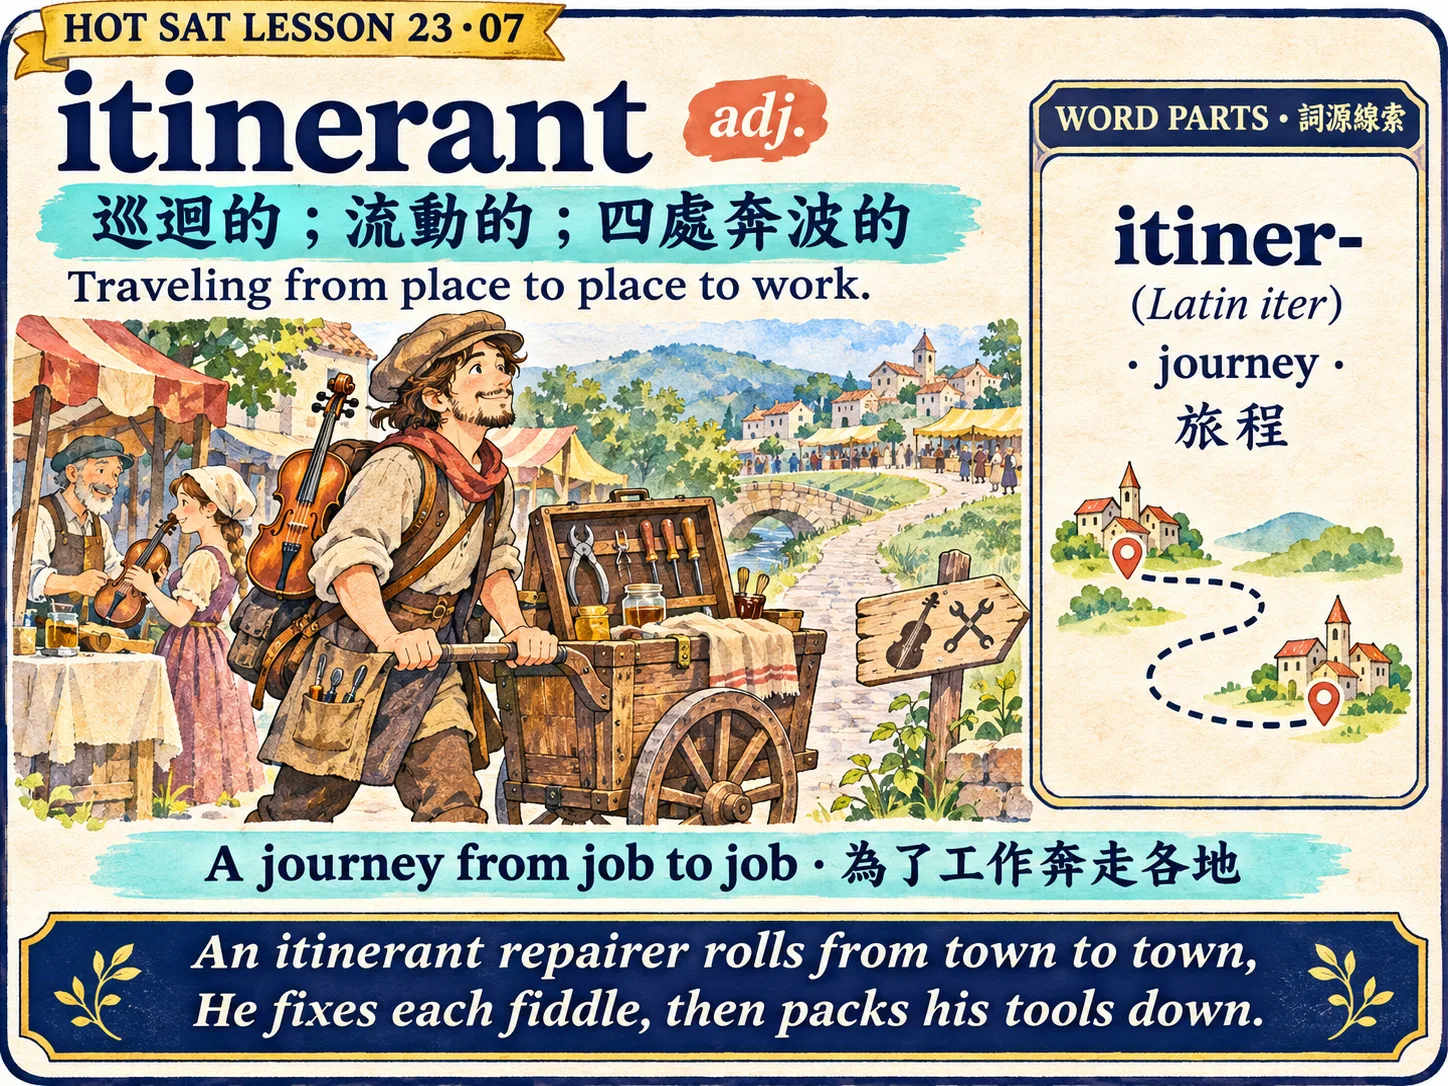 HOT SAT LESSON 23·07
itinerant adj.
巡迴的；流動的；四處奔波的
Traveling from place to place to work.
WORD PARTS • 詞源線索
itiner-
(Latin iter)
· journey ·
旅程
A journey from job to job · 為了工作奔走各地
An itinerant repairer rolls from town to town,
He fixes each fiddle, then packs his tools down.